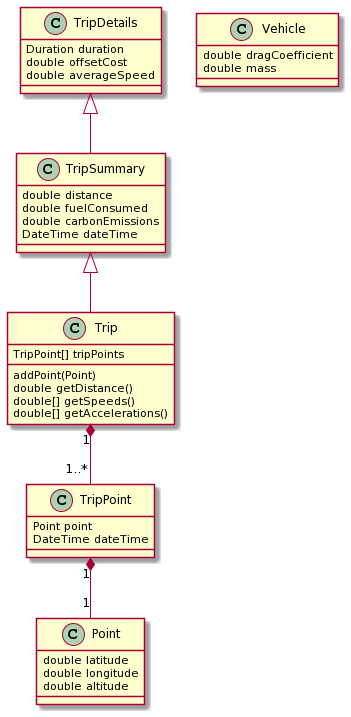 C TripDetails
Duration duration
double offsetCost
double averageSpeed
C Vehicle
double dragCoefficient
double mass
C TripSummary
double distance
double fuelConsumed
double carbonEmissions
DateTime dateTime
C Trip
TripPoint[] tripPoints
addPoint(Point)
double getDistance()
double[] getSpeeds()
double[] getAccelerations()
1
1..*
C TripPoint
Point point
DateTime dateTime
1
1
C Point
double latitude
double longitude
double altitude